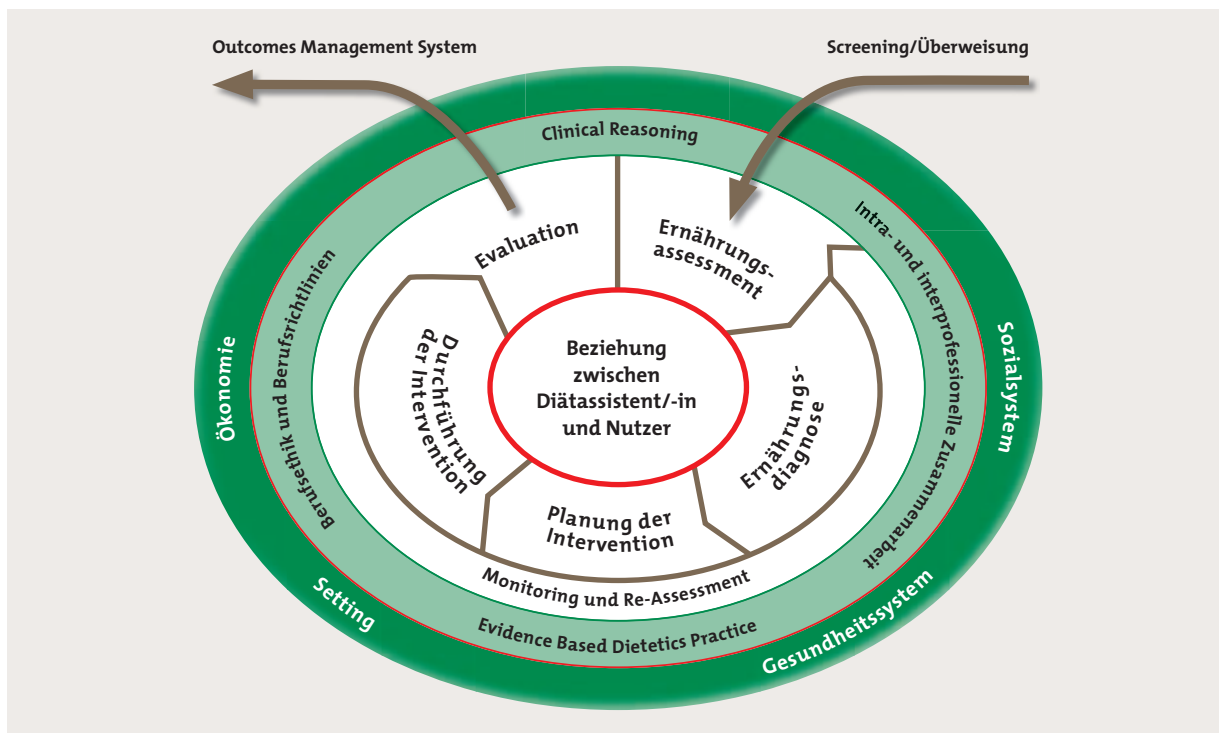 Outcomes Management System
Screening/Überweisung
Clinical Reasoning
Intra- und interprofessionelle Zusammenarbeit
Evidence Based Dietetics Practice
Berufsethik und Berufsrichtlinien
Ökonomie
Sozialsystem
Gesundheitssystem
Setting
Ernährungs-
assessment
Ernährungs-
diagnose
Planung der
Intervention
Durchführung
der Intervention
Evaluation
Monitoring und Re-Assessment
Beziehung
zwischen
Diätassistent/-in
und Nutzer